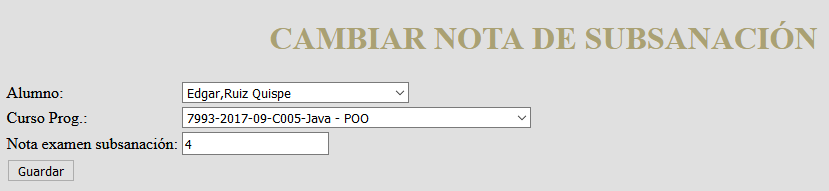 CAMBIAR NOTA DE SUBSANACIÓN
Alumno: Edgar,Ruiz Quispe
Curso Prog.: 7993-2017-09-C005-Java - POO
Nota examen subsanación: 4
Guardar